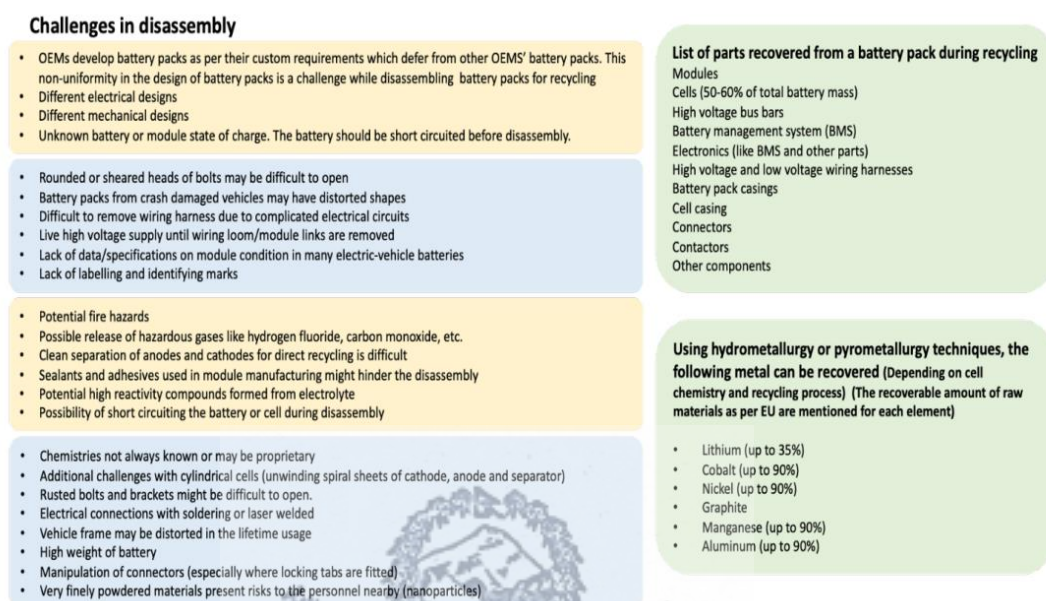 Challenges in disassembly
• OEMs develop battery packs as per their custom requirements which defer from other OEMS' battery packs. This
non-uniformity in the design of battery packs is a challenge while disassembling battery packs for recycling
• Different electrical designs
• Different mechanical designs
• Unknown battery or module state of charge. The battery should be short circuited before disassembly.
• Rounded or sheared heads of bolts may be difficult to open
• Battery packs from crash damaged vehicles may have distorted shapes
• Difficult to remove wiring harness due to complicated electrical circuits
• Live high voltage supply until wiring loom/module links are removed
• Lack of data/specifications on module condition in many electric-vehicle batteries
• Lack of labelling and identifying marks
• Potential fire hazards
• Possible release of hazardous gases like hydrogen fluoride, carbon monoxide, etc.
• Clean separation of anodes and cathodes for direct recycling is difficult
• Sealants and adhesives used in module manufacturing might hinder the disassembly
• Potential high reactivity compounds formed from electrolyte
• Possibility of short circuiting the battery or cell during disassembly
• Chemistries not always known or may be proprietary
• Additional challenges with cylindrical cells (unwinding spiral sheets of cathode, anode and separator)
• Rusted bolts and brackets might be difficult to open.
• Electrical connections with soldering or laser welded
• Vehicle frame may be distorted in the lifetime usage
• High weight of battery
• Manipulation of connectors (especially where locking tabs are fitted)
• Very finely powdered materials present risks to the personnel nearby (nanoparticles)
List of parts recovered from a battery pack during recycling
Modules
Cells (50-60% of total battery mass)
High voltage bus bars
Battery management system (BMS)
Electronics (like BMS and other parts)
High voltage and low voltage wiring harnesses
Battery pack casings
Cell casing
Connectors
Contactors
Other components
Using hydrometallurgy or pyrometallurgy techniques, the
following metal can be recovered (Depending on cell
chemistry and recycling process) (The recoverable amount of raw
materials as per EU are mentioned for each element)
• Lithium (up to 35%)
• Cobalt (up to 90%)
• Nickel (up to 90%)
• Graphite
• Manganese (up to 90%)
• Aluminum (up to 90%)